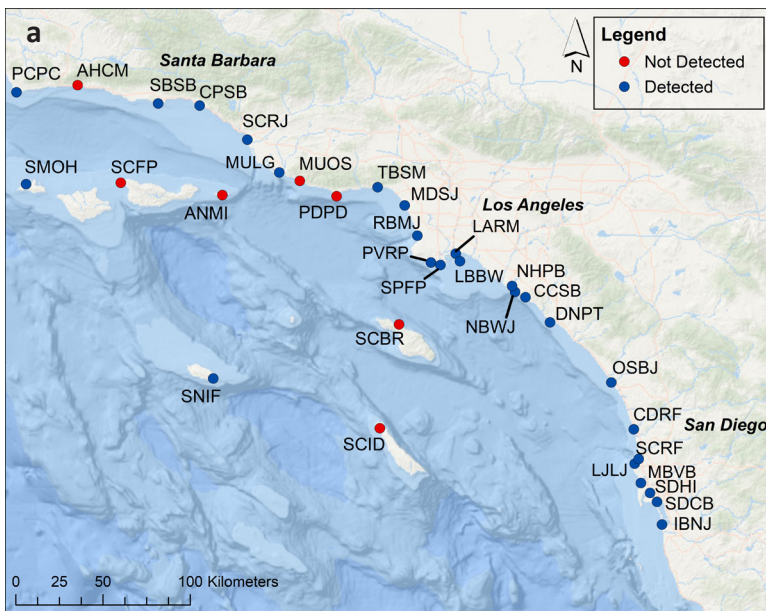 a
Santa Barbara
N
Legend
Not Detected
Detected
PCPC
AHCM
SBSB
CPSB
SCRJ
SMOH
SCFP
MULG
MUOS
TBSM
ANMI
PDPD
MDSJ
Los Angeles
RBMJ
LARM
PVRP
LBBW
SPFP
NHPB
CCSB
NBWJ
DNPT
SCBR
OSBJ
SNIF
CDRF
San Diego
SCID
SCRF
LJLJ
MBVB
SDHI
SDCB
IBNJ
0 25 50 100 Kilometers